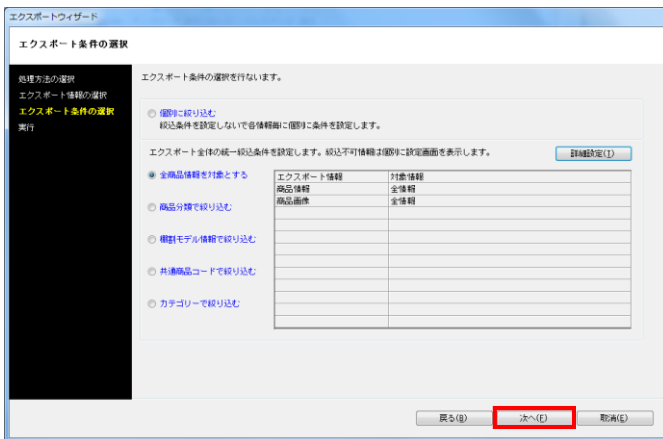 エクスポートウィザード
エクスポート条件の選択
処理方法の選択
エクスポート情報の選択
エクスポート条件の選択
実行
エクスポート条件の選択を行ないます。
個別に絞り込む
絞込条件を設定しないで各情報毎に個別に条件を設定します。
エクスポート全体の統一絞込条件を設定します。絞込不可情報は個別に設定画面を表示します。
詳細設定(I)
全商品情報を対象とする
商品分類で絞り込む
棚割モデル情報で絞り込む
共通商品コードで絞り込む
カテゴリーで絞り込む
エクスポート情報 対象情報
商品情報 全情報
商品画像 全情報
戻る(B) 次へ(F) 取消(E)